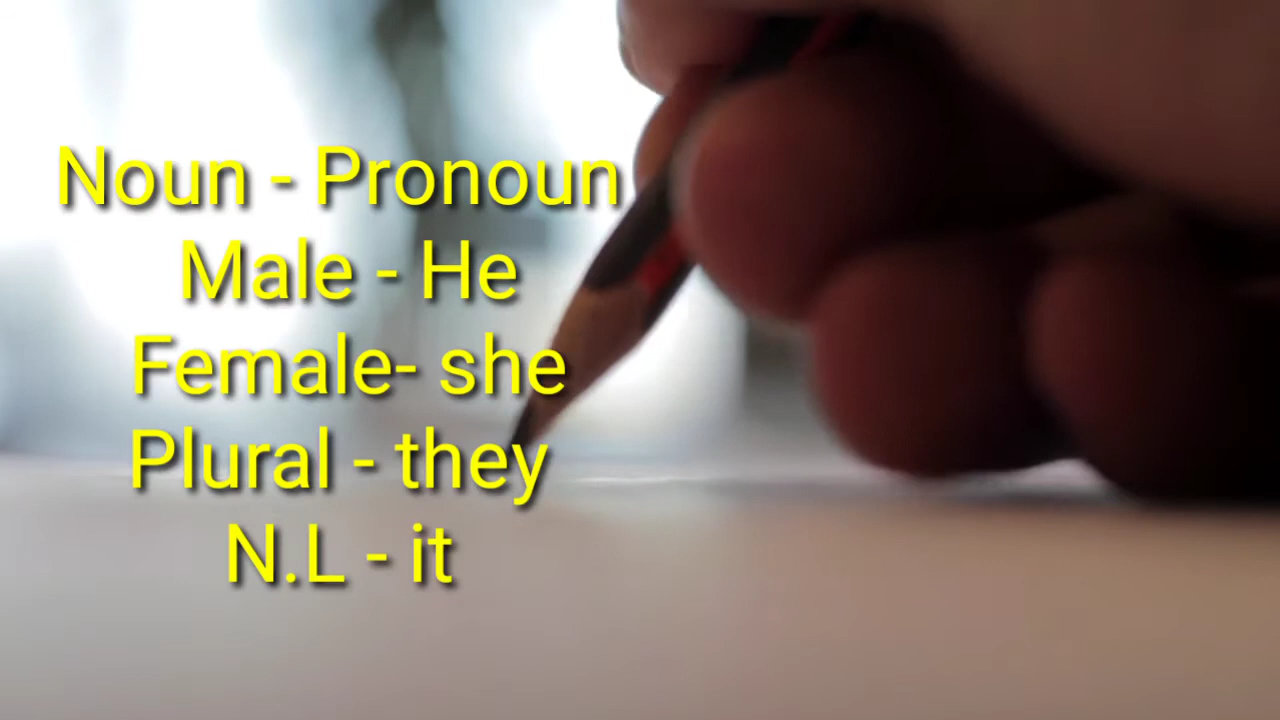 Noun - Pronoun
Male - He
Female- she
Plural - they
N.L - it